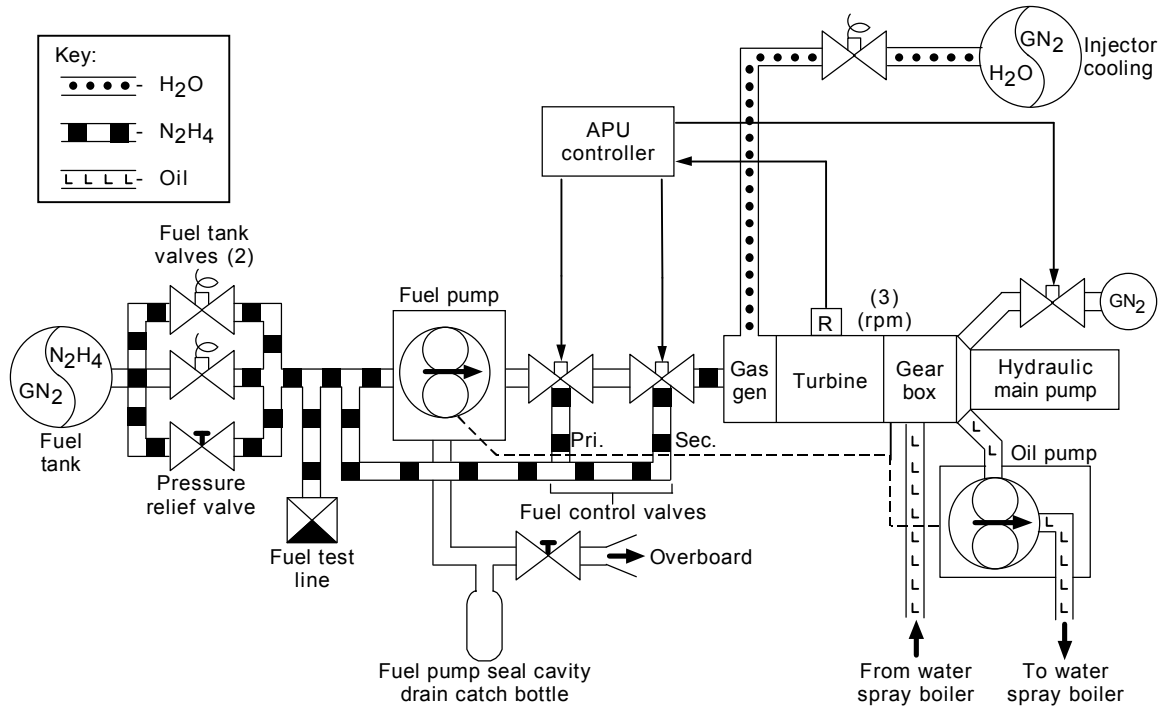 Key:
H2O
N2H4
Oil
GN2
H2O
Injector
cooling
APU
controller
Fuel tank
valves (2)
Fuel pump
(3)
(rpm)
R
GN2
N2H4
GN2
Fuel
tank
Gas
gen
Turbine
Gear
box
Hydraulic
main pump
Pri.
Sec.
Pressure
relief valve
Fuel control valves
Oil pump
Fuel test
line
Overboard
Fuel pump seal cavity
drain catch bottle
From water
spray boiler
To water
spray boiler